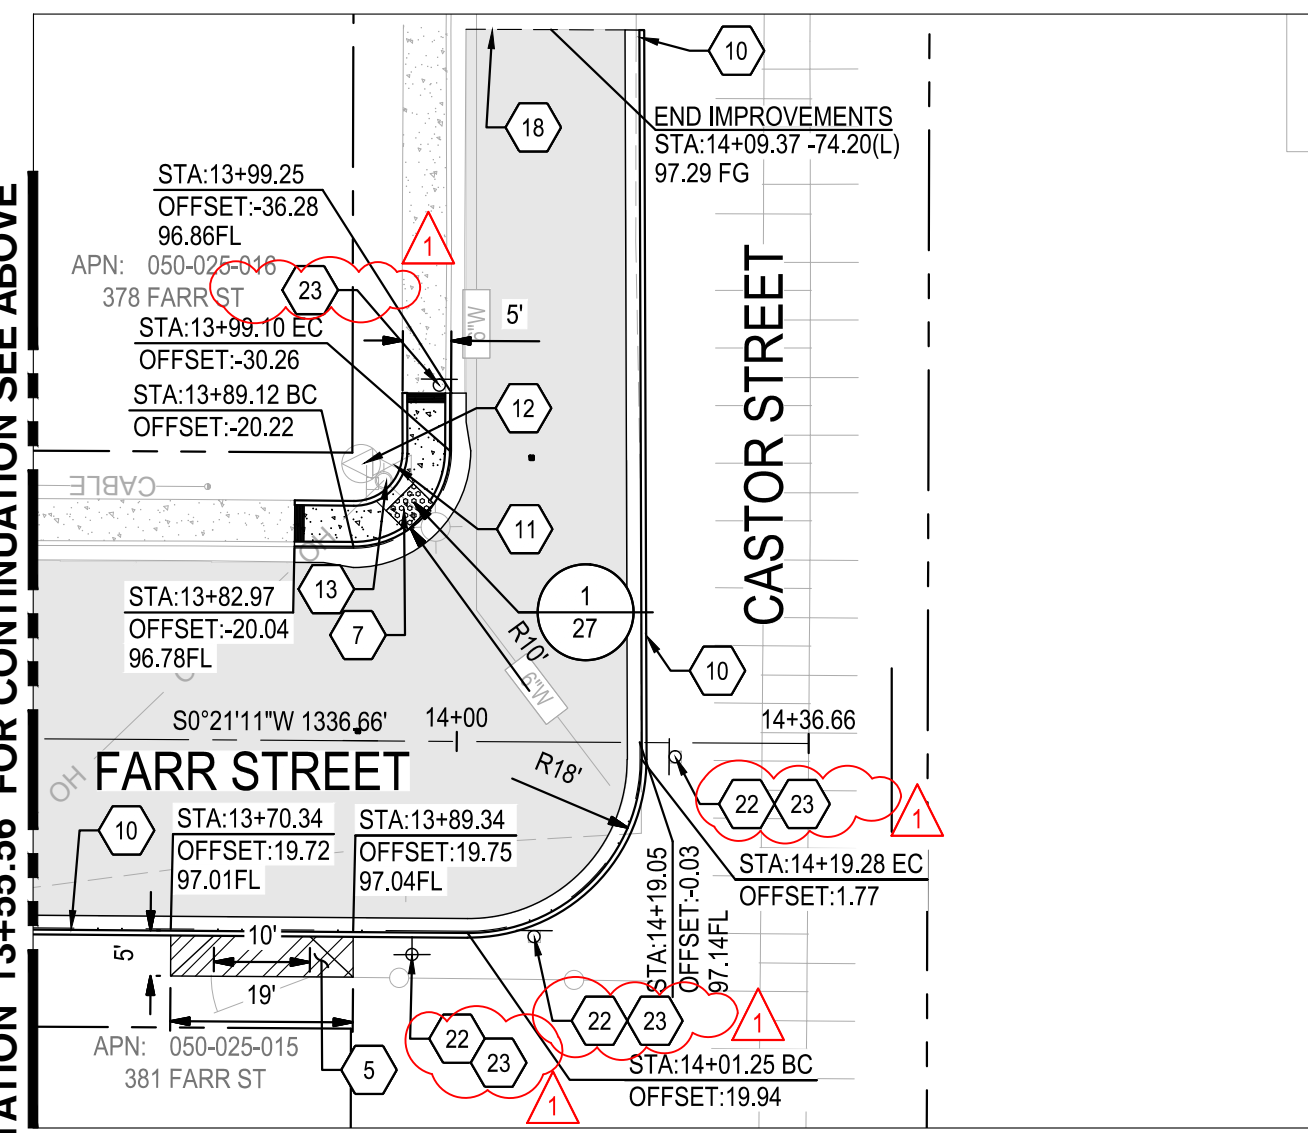 10
END IMPROVEMENTS
STA:14+09.37 -74.20(L)
97.29 FG
18
STA:13+99.25
OFFSET:-36.28
96.86FL
1
APN: 050-025-016
378 FARR ST
23
STA:13+99.10 EC
OFFSET:-30.26
5'
6"W
STA:13+89.12 BC
OFFSET:-20.22
12
CABLE
11
OH
13
7
1
27
STA:13+82.97
OFFSET:-20.04
96.78FL
R10'
6"W
10
CASTOR STREET
S0°21'11"W 1336.66'
14+00
14+36.66
FARR STREET
OH
R18'
22
23
1
10
STA:13+70.34
OFFSET:19.72
97.01FL
STA:13+89.34
OFFSET:19.75
97.04FL
STA:14+19.28 EC
OFFSET:1.77
STA:14+19.05
OFFSET:-0.03
97.14FL
5'
10'
19'
22
23
1
22
23
1
APN: 050-025-015
381 FARR ST
5
STA:14+01.25 BC
OFFSET:19.94
FOR CONTINUATION SEE ABOVE